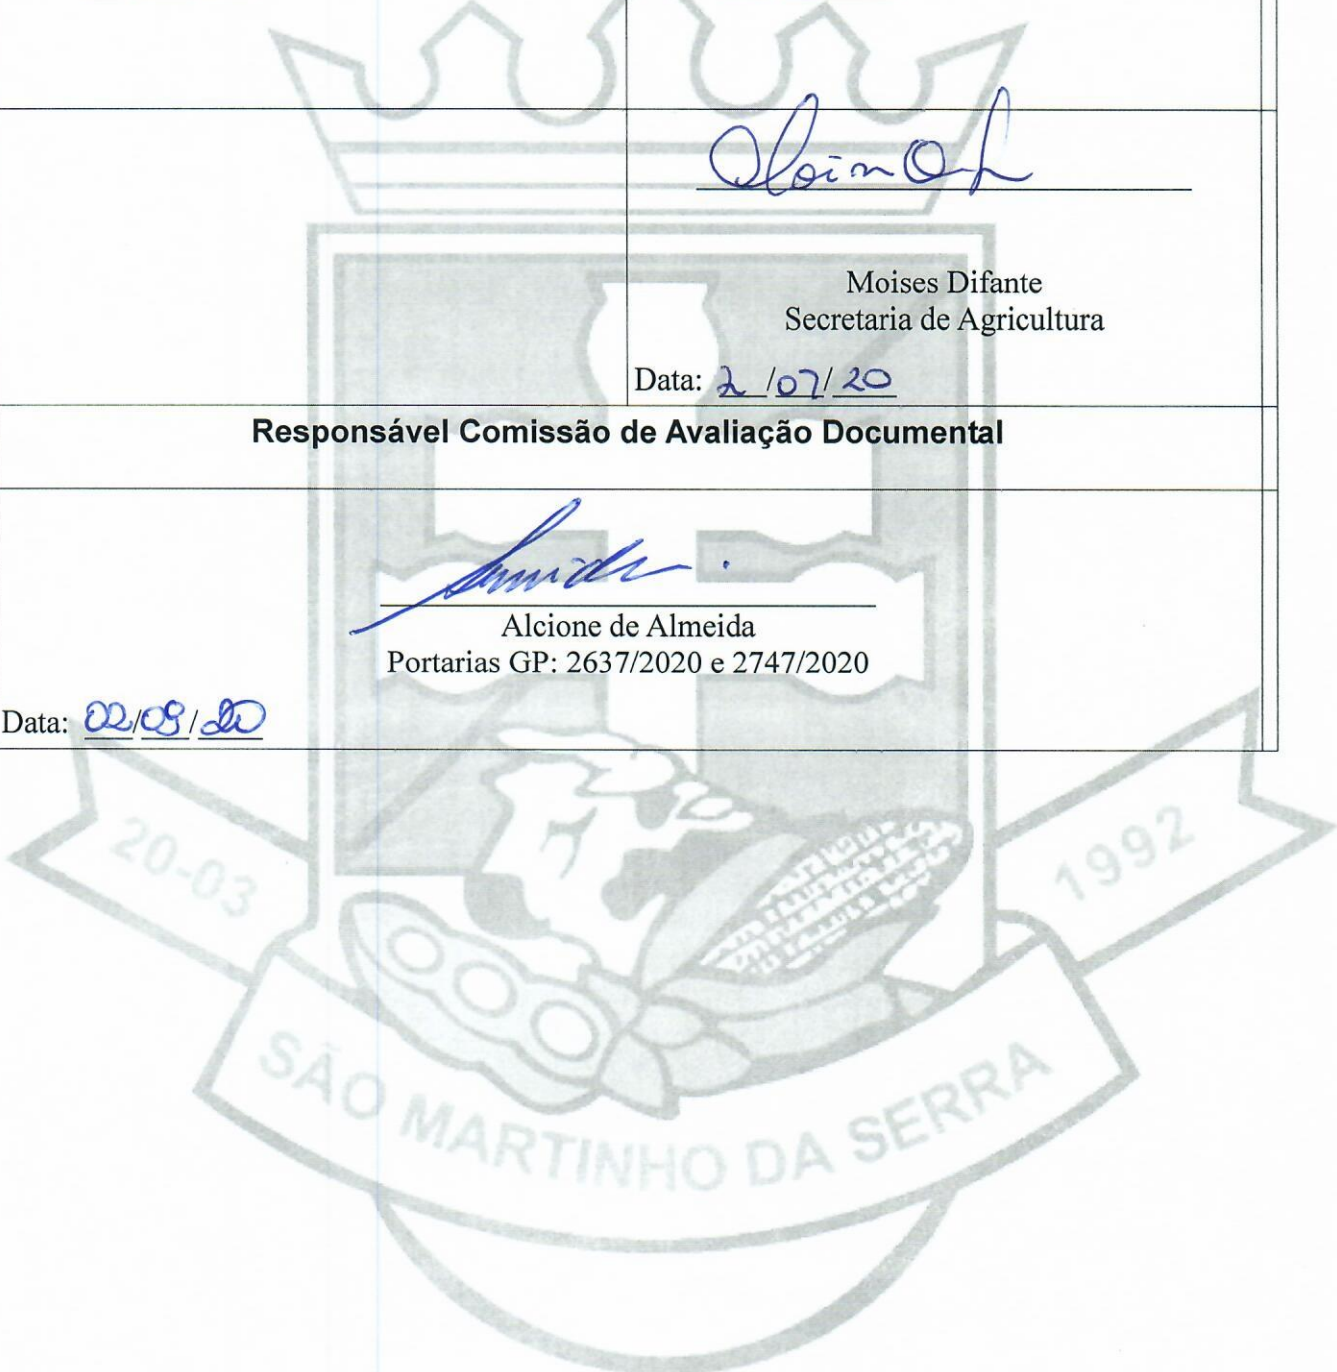 Moises Difante
Secretaria de Agricultura
Data: 2/07/20
Responsável Comissão de Avaliação Documental
Alcione de Almeida
Portarias GP: 2637/2020 e 2747/2020
Data: 02/09/20
20-03
1992
SÃO MARTINHO DA SERRA